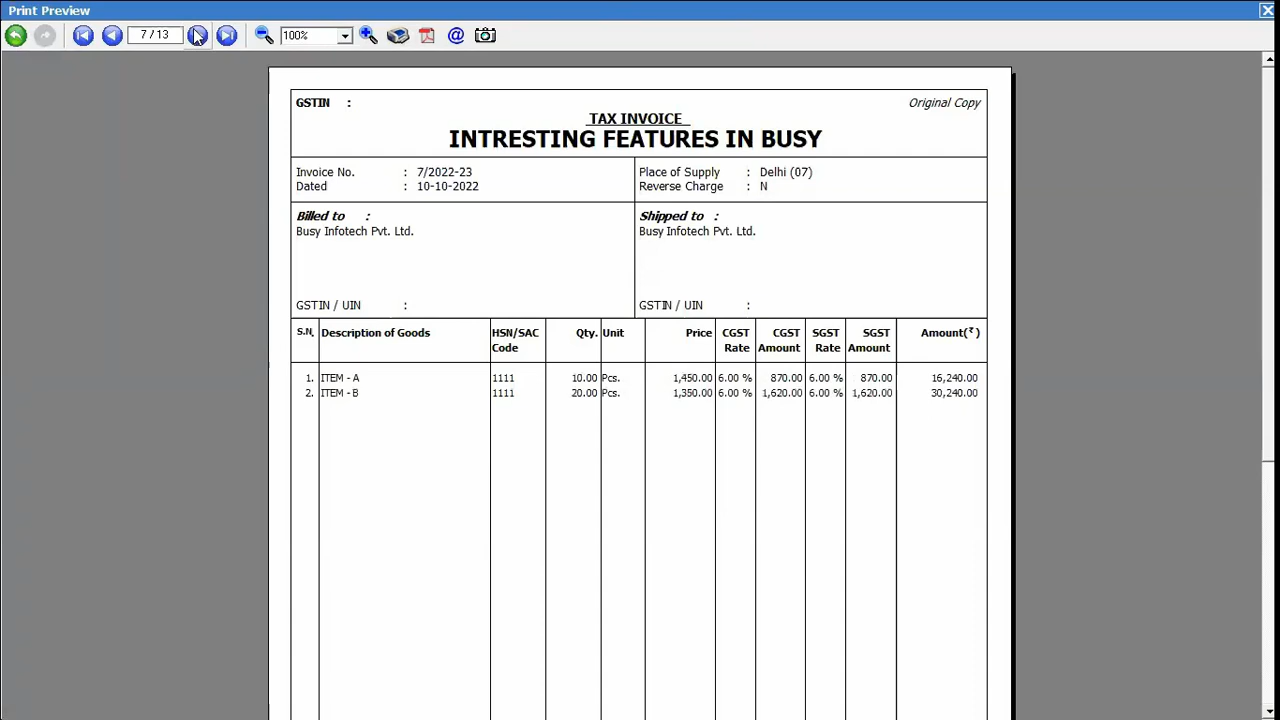 Print Preview
7 / 13
100%
GSTIN :
Original Copy
TAX INVOICE
INTRESTING FEATURES IN BUSY
Invoice No. : 7/2022-23
Dated : 10-10-2022
Place of Supply : Delhi (07)
Reverse Charge : N
Billed to :
Busy Infotech Pvt. Ltd.
GSTIN / UIN :
Shipped to :
Busy Infotech Pvt. Ltd.
GSTIN / UIN :
S.N. Description of Goods HSN/SAC Code Qty. Unit Price CGST Rate CGST Amount SGST Rate SGST Amount Amount(₹)
1. ITEM - A 1111 10.00 Pcs. 1,450.00 6.00 % 870.00 6.00 % 870.00 16,240.00
2. ITEM - B 1111 20.00 Pcs. 1,350.00 6.00 % 1,620.00 6.00 % 1,620.00 30,240.00